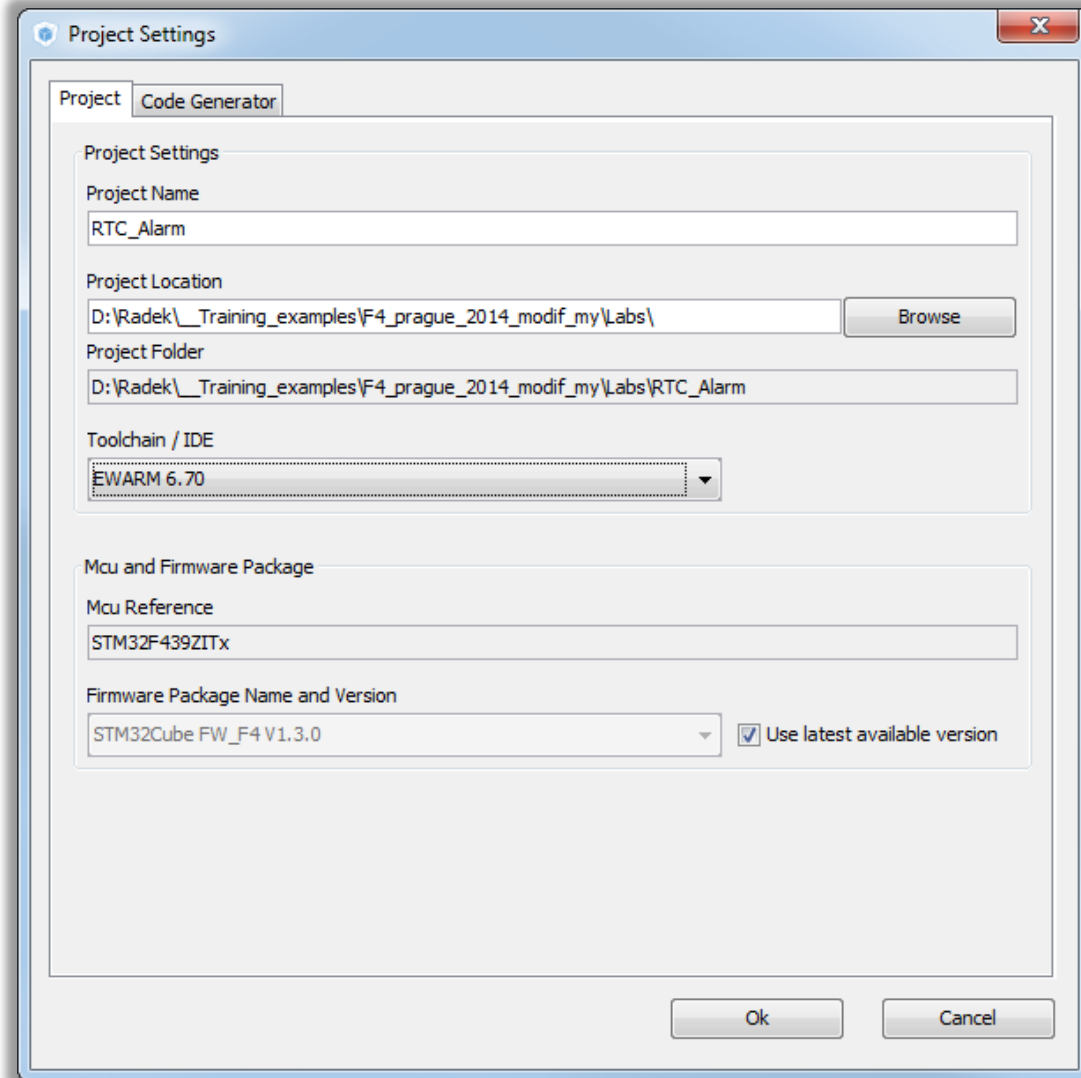 Project Settings
Project
Code Generator
Project Settings
Project Name
RTC_Alarm
Project Location
D:\Radek\__Training_examples\F4_prague_2014_modif_my\Labs\
Browse
Project Folder
D:\Radek\__Training_examples\F4_prague_2014_modif_my\Labs\RTC_Alarm
Toolchain / IDE
EWARM 6.70
Mcu and Firmware Package
Mcu Reference
STM32F439ZITx
Firmware Package Name and Version
STM32Cube FW_F4 V1.3.0
Use latest available version
Ok
Cancel